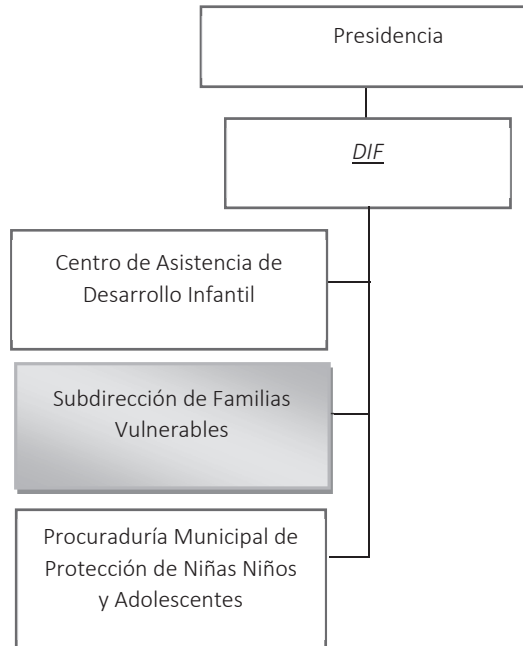 Presidencia
DIF
Centro de Asistencia de
Desarrollo Infantil
Subdirección de Familias
Vulnerables
Procuraduría Municipal de
Protección de Niñas Niños
y Adolescentes